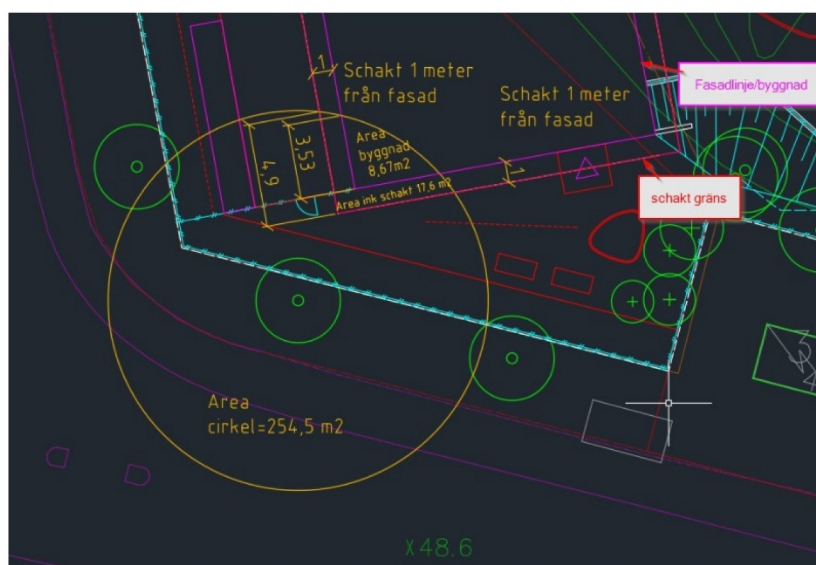 1
Schakt 1 meter
från fasad
Schakt 1 meter
från fasad
Fasadlinje/byggnad
3,53
4,9
Area
byggnad
8,67m2
1
Area ink schakt 17,6 m2
schakt gräns
Area
cirkel=254,5 m2
D
D
X48.6